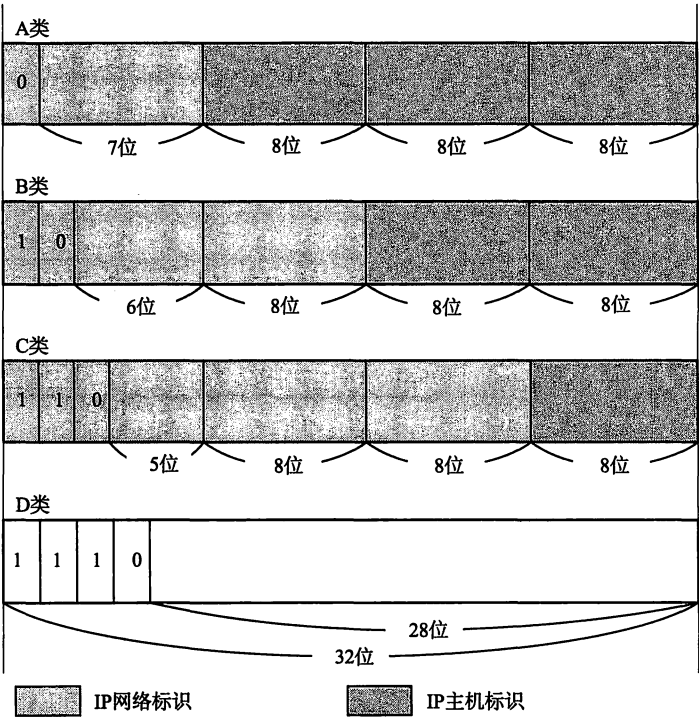 A类
0
7位 8位 8位 8位
B类
1 0
6位 8位 8位 8位
C类
1 1 0
5位 8位 8位 8位
D类
1 1 1 0
28位
32位
IP网络标识 IP主机标识